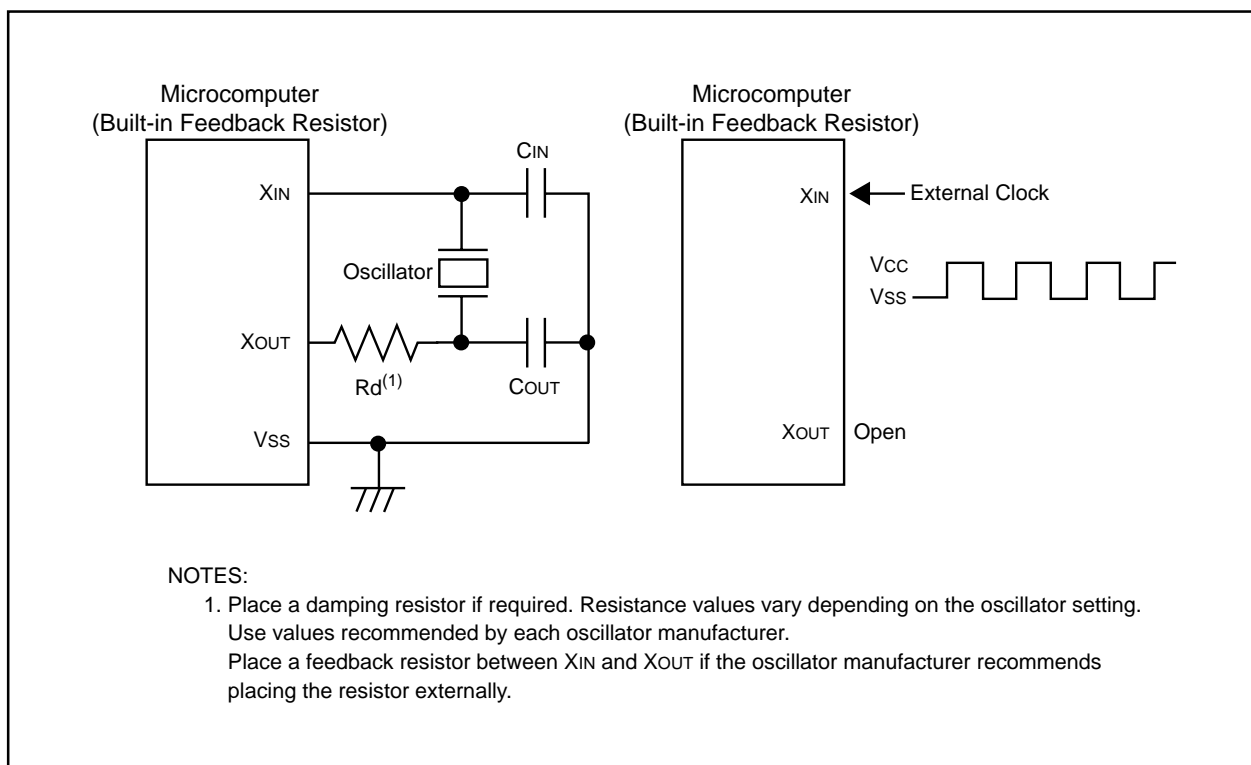 Microcomputer
(Built-in Feedback Resistor)
XIN
CIN
Oscillator
XOUT
Rd(1)
COUT
VSS
Microcomputer
(Built-in Feedback Resistor)
XIN
External Clock
VCC
VSS
XOUT
Open
NOTES:
1. Place a damping resistor if required. Resistance values vary depending on the oscillator setting.
Use values recommended by each oscillator manufacturer.
Place a feedback resistor between XIN and XOUT if the oscillator manufacturer recommends
placing the resistor externally.